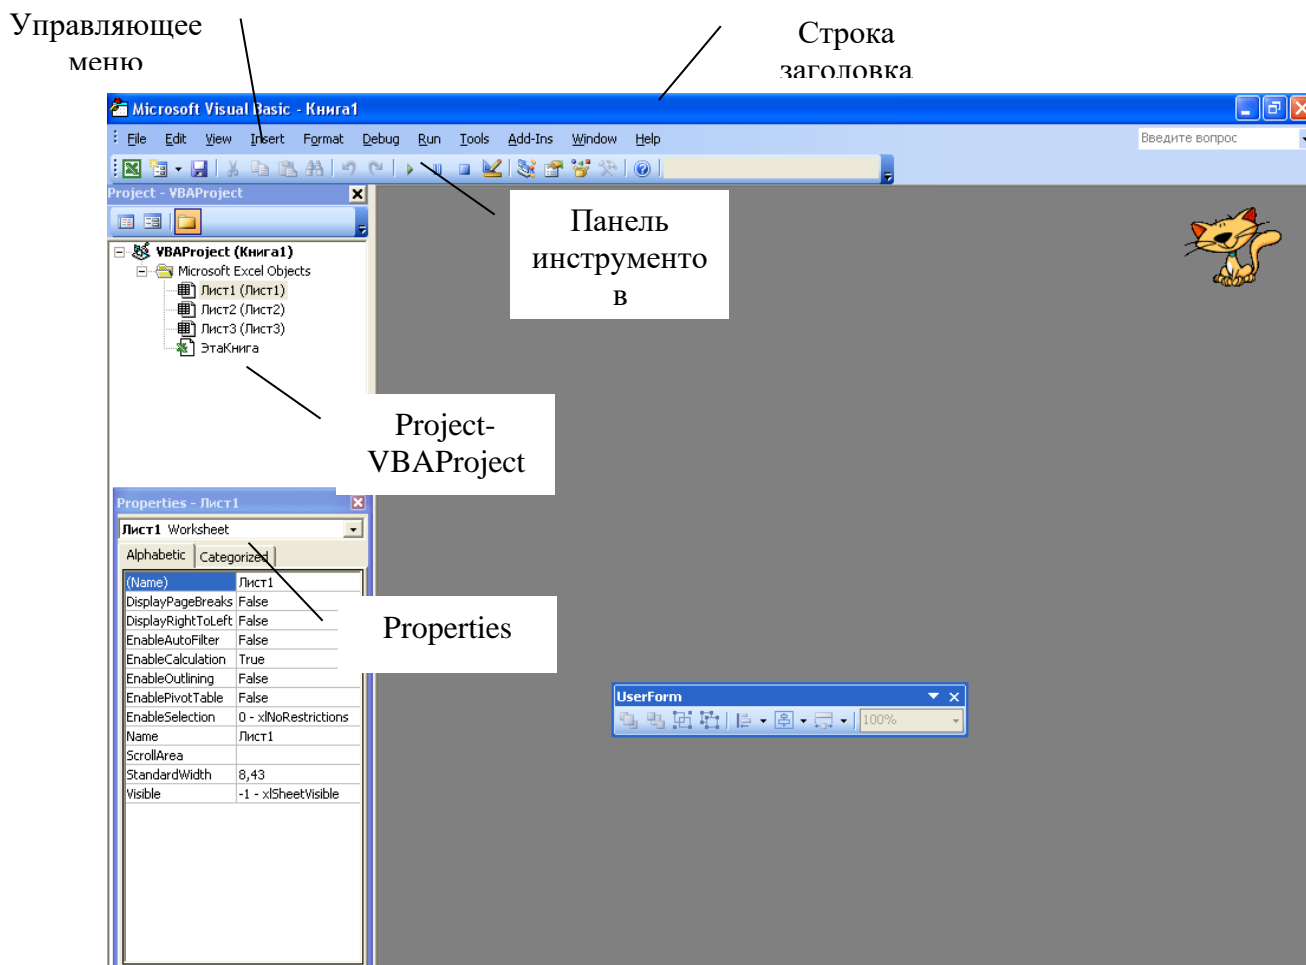 Управляющее
меню
Строка
заголовка
Microsoft Visual Basic - Книга1
File Edit View Insert Format Debug Run Tools Add-Ins Window Help
Введите вопрос
Project - VBAProject
Панель
инструменто
в
VBAProject (Книга1)
Microsoft Excel Objects
Лист1 (Лист1)
Лист2 (Лист2)
Лист3 (Лист3)
ЭтаКнига
Project-
VBAProject
Properties - Лист1
Лист1 Worksheet
Alphabetic Categorized
(Name) Лист1
DisplayPageBreaks False
DisplayRightToLeft False
EnableAutoFilter False
EnableCalculation True
EnableOutlining False
EnablePivotTable False
EnableSelection 0 - xlNoRestrictions
Name Лист1
ScrollArea
StandardWidth 8,43
Visible -1 - xlSheetVisible
Properties
UserForm
100%